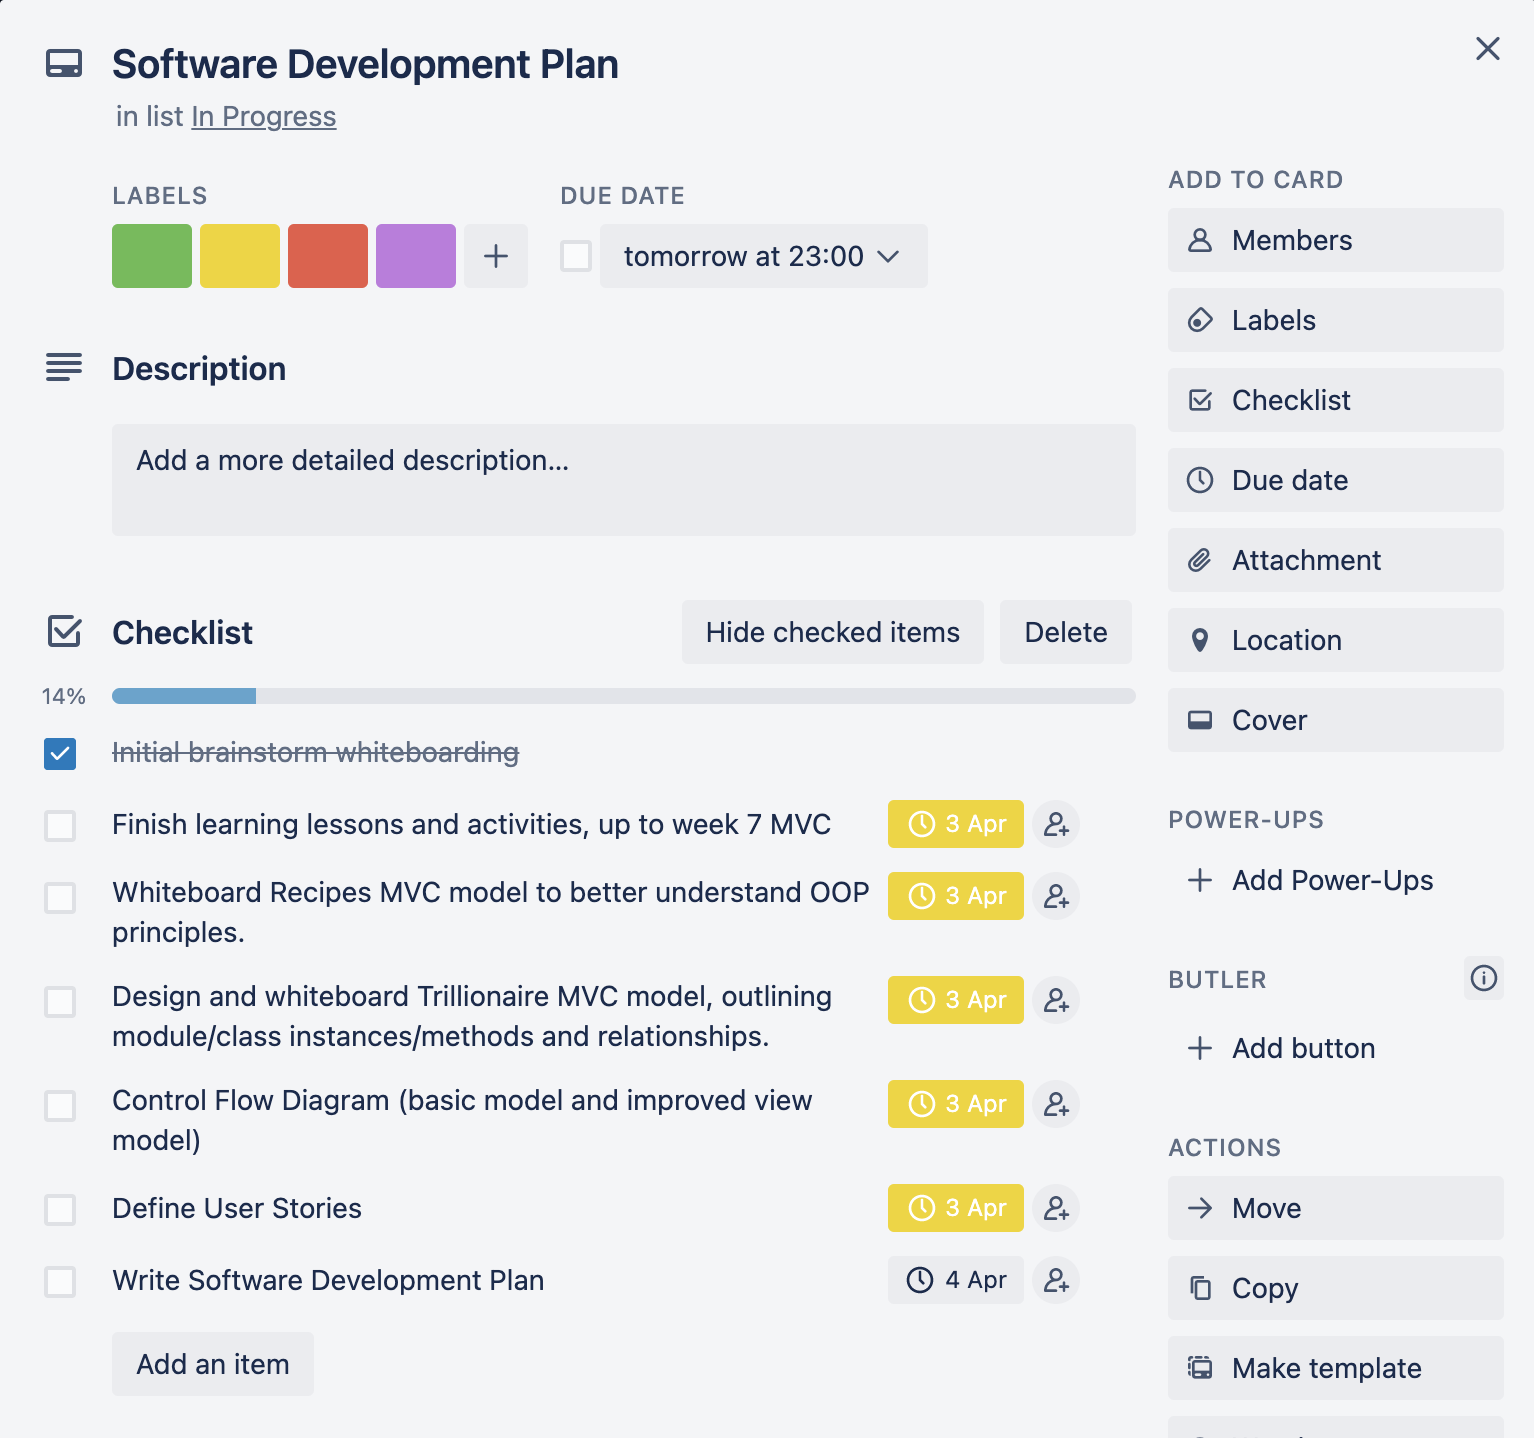 Software Development Plan
in list In Progress
LABELS
DUE DATE
tomorrow at 23:00
Description
Add a more detailed description...
Checklist
Hide checked items
Delete
14%
Initial brainstorm whiteboarding
Finish learning lessons and activities, up to week 7 MVC
3 Apr
Whiteboard Recipes MVC model to better understand OOP
principles.
3 Apr
Design and whiteboard Trillionaire MVC model, outlining
module/class instances/methods and relationships.
3 Apr
Control Flow Diagram (basic model and improved view
model)
3 Apr
Define User Stories
3 Apr
Write Software Development Plan
4 Apr
Add an item
ADD TO CARD
Members
Labels
Checklist
Due date
Attachment
Location
Cover
POWER-UPS
Add Power-Ups
BUTLER
Add button
ACTIONS
Move
Copy
Make template